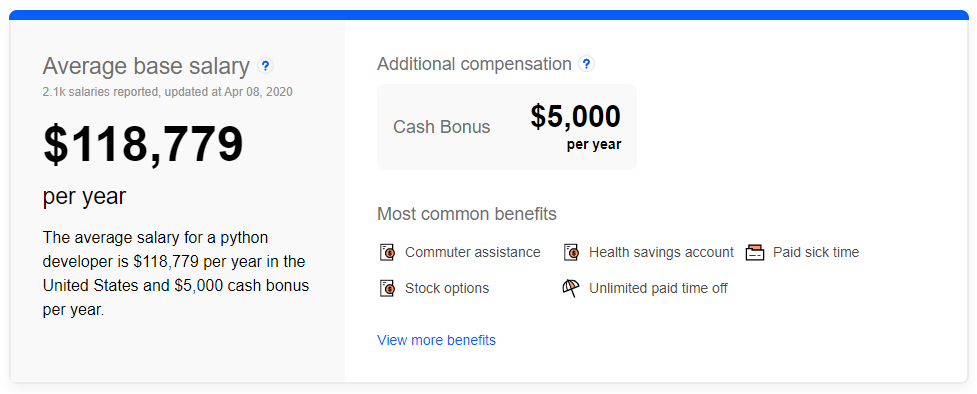 Average base salary ?
2.1k salaries reported, updated at Apr 08, 2020
$118,779
per year
The average salary for a python
developer is $118,779 per year in the
United States and $5,000 cash bonus
per year.
Additional compensation ?
Cash Bonus
$5,000
per year
Most common benefits
Commuter assistance
Health savings account
Paid sick time
Stock options
Unlimited paid time off
View more benefits